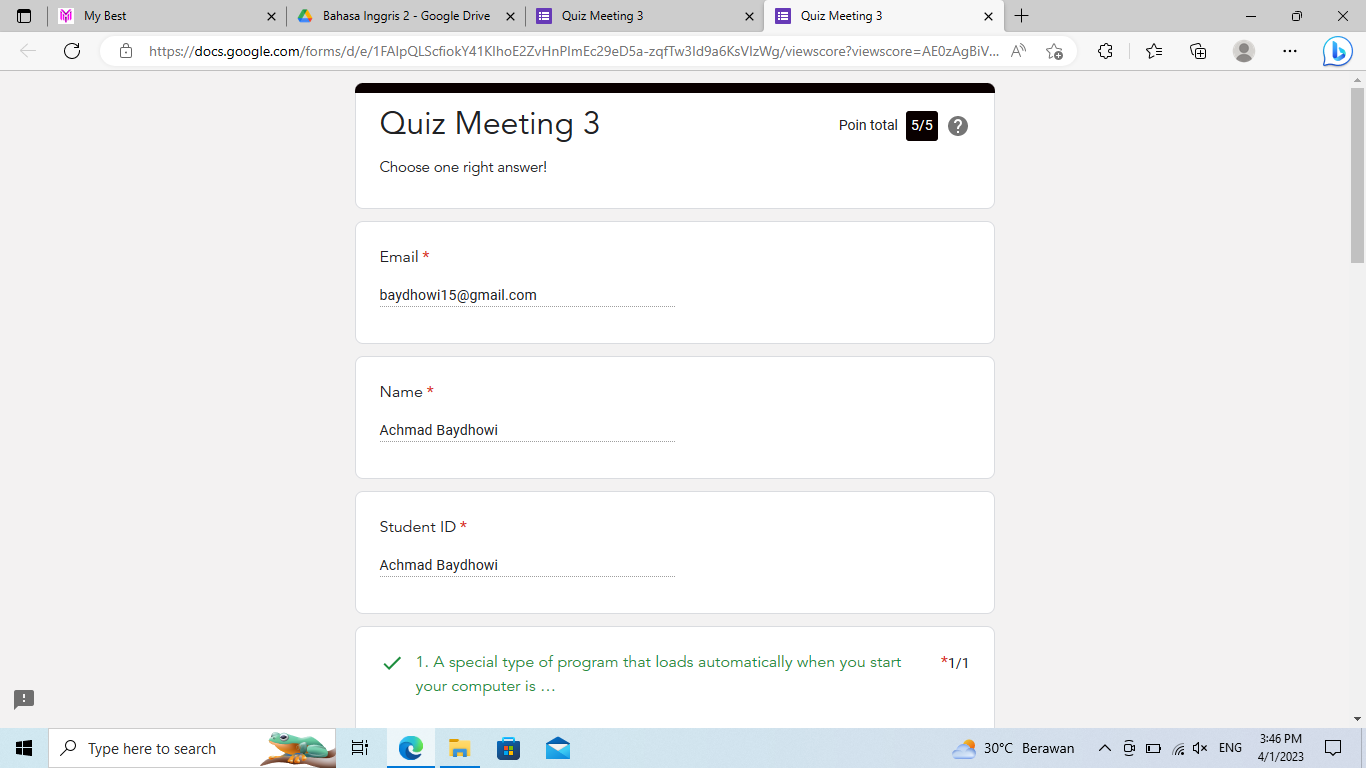 My Best
Bahasa Inggris 2 - Google Drive
Quiz Meeting 3
Quiz Meeting 3
https://docs.google.com/forms/d/e/1FAIpQLScfiokY41KIhoE2ZvHnPImEc29eD5a-zqfTw3Id9a6KsVIzWg/viewscore?viewscore=AE0zAgBiV...
Quiz Meeting 3
Poin total 5/5
Choose one right answer!
Email *
baydhowi15@gmail.com
Name *
Achmad Baydhowi
Student ID *
Achmad Baydhowi
1. A special type of program that loads automatically when you start *1/1
your computer is …
Type here to search
30°C Berawan
ENG
3:46 PM
4/1/2023